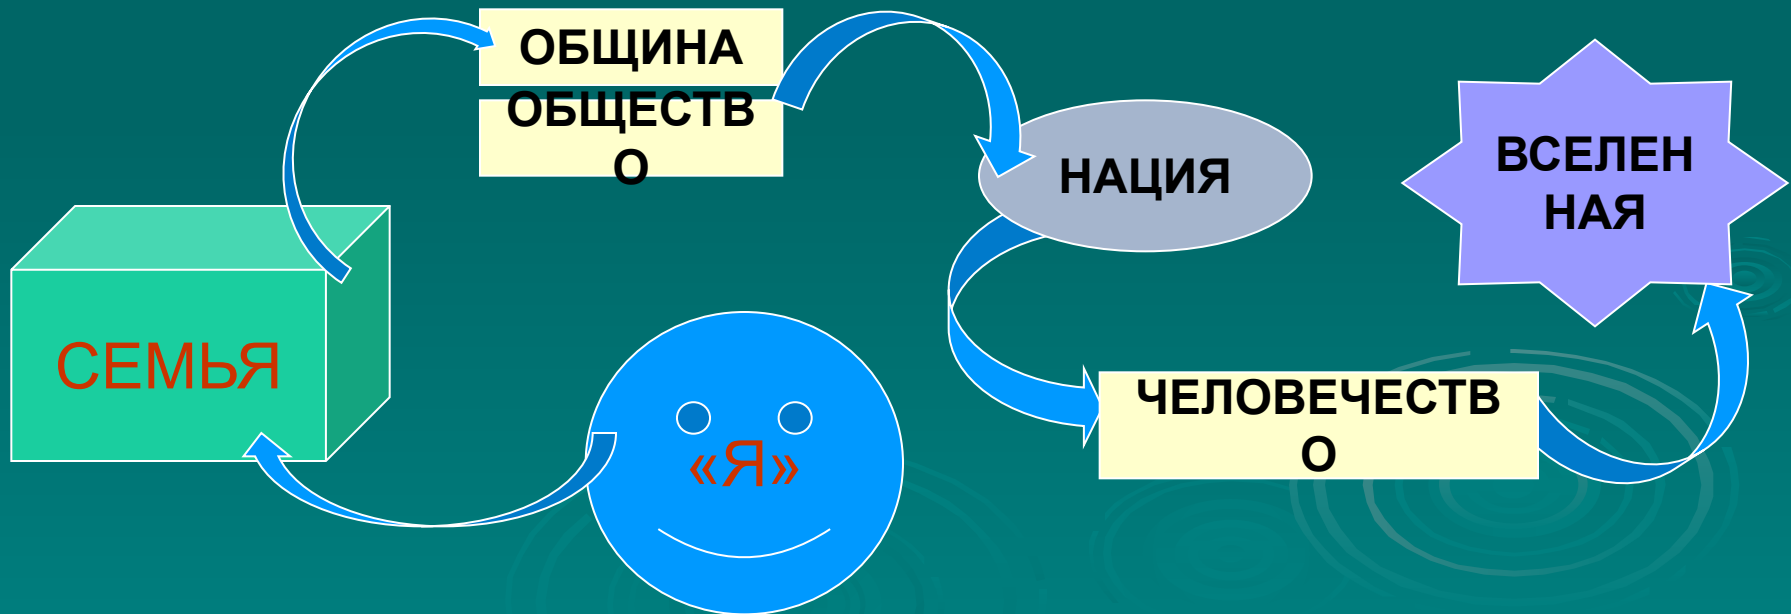 ОБЩИНА
ОБЩЕСТВ
О
НАЦИЯ
ВСЕЛЕН
НАЯ
СЕМЬЯ
«Я»
ЧЕЛОВЕЧЕСТВ
О